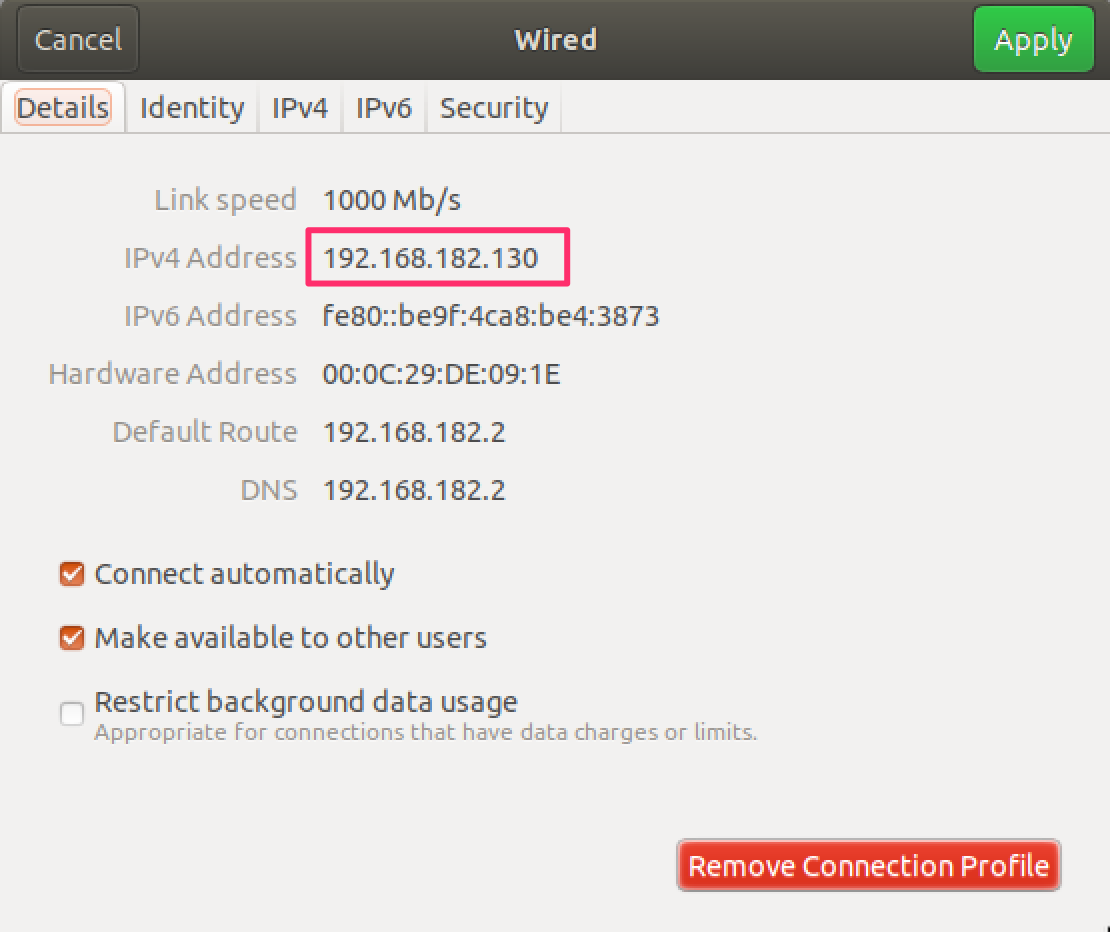 Cancel Wired Apply
Details Identity IPv4 IPv6 Security
Link speed 1000 Mb/s
IPv4 Address 192.168.182.130
IPv6 Address fe80::be9f:4ca8:be4:3873
Hardware Address 00:0C:29:DE:09:1E
Default Route 192.168.182.2
DNS 192.168.182.2
Connect automatically
Make available to other users
Restrict background data usage
Appropriate for connections that have data charges or limits.
Remove Connection Profile